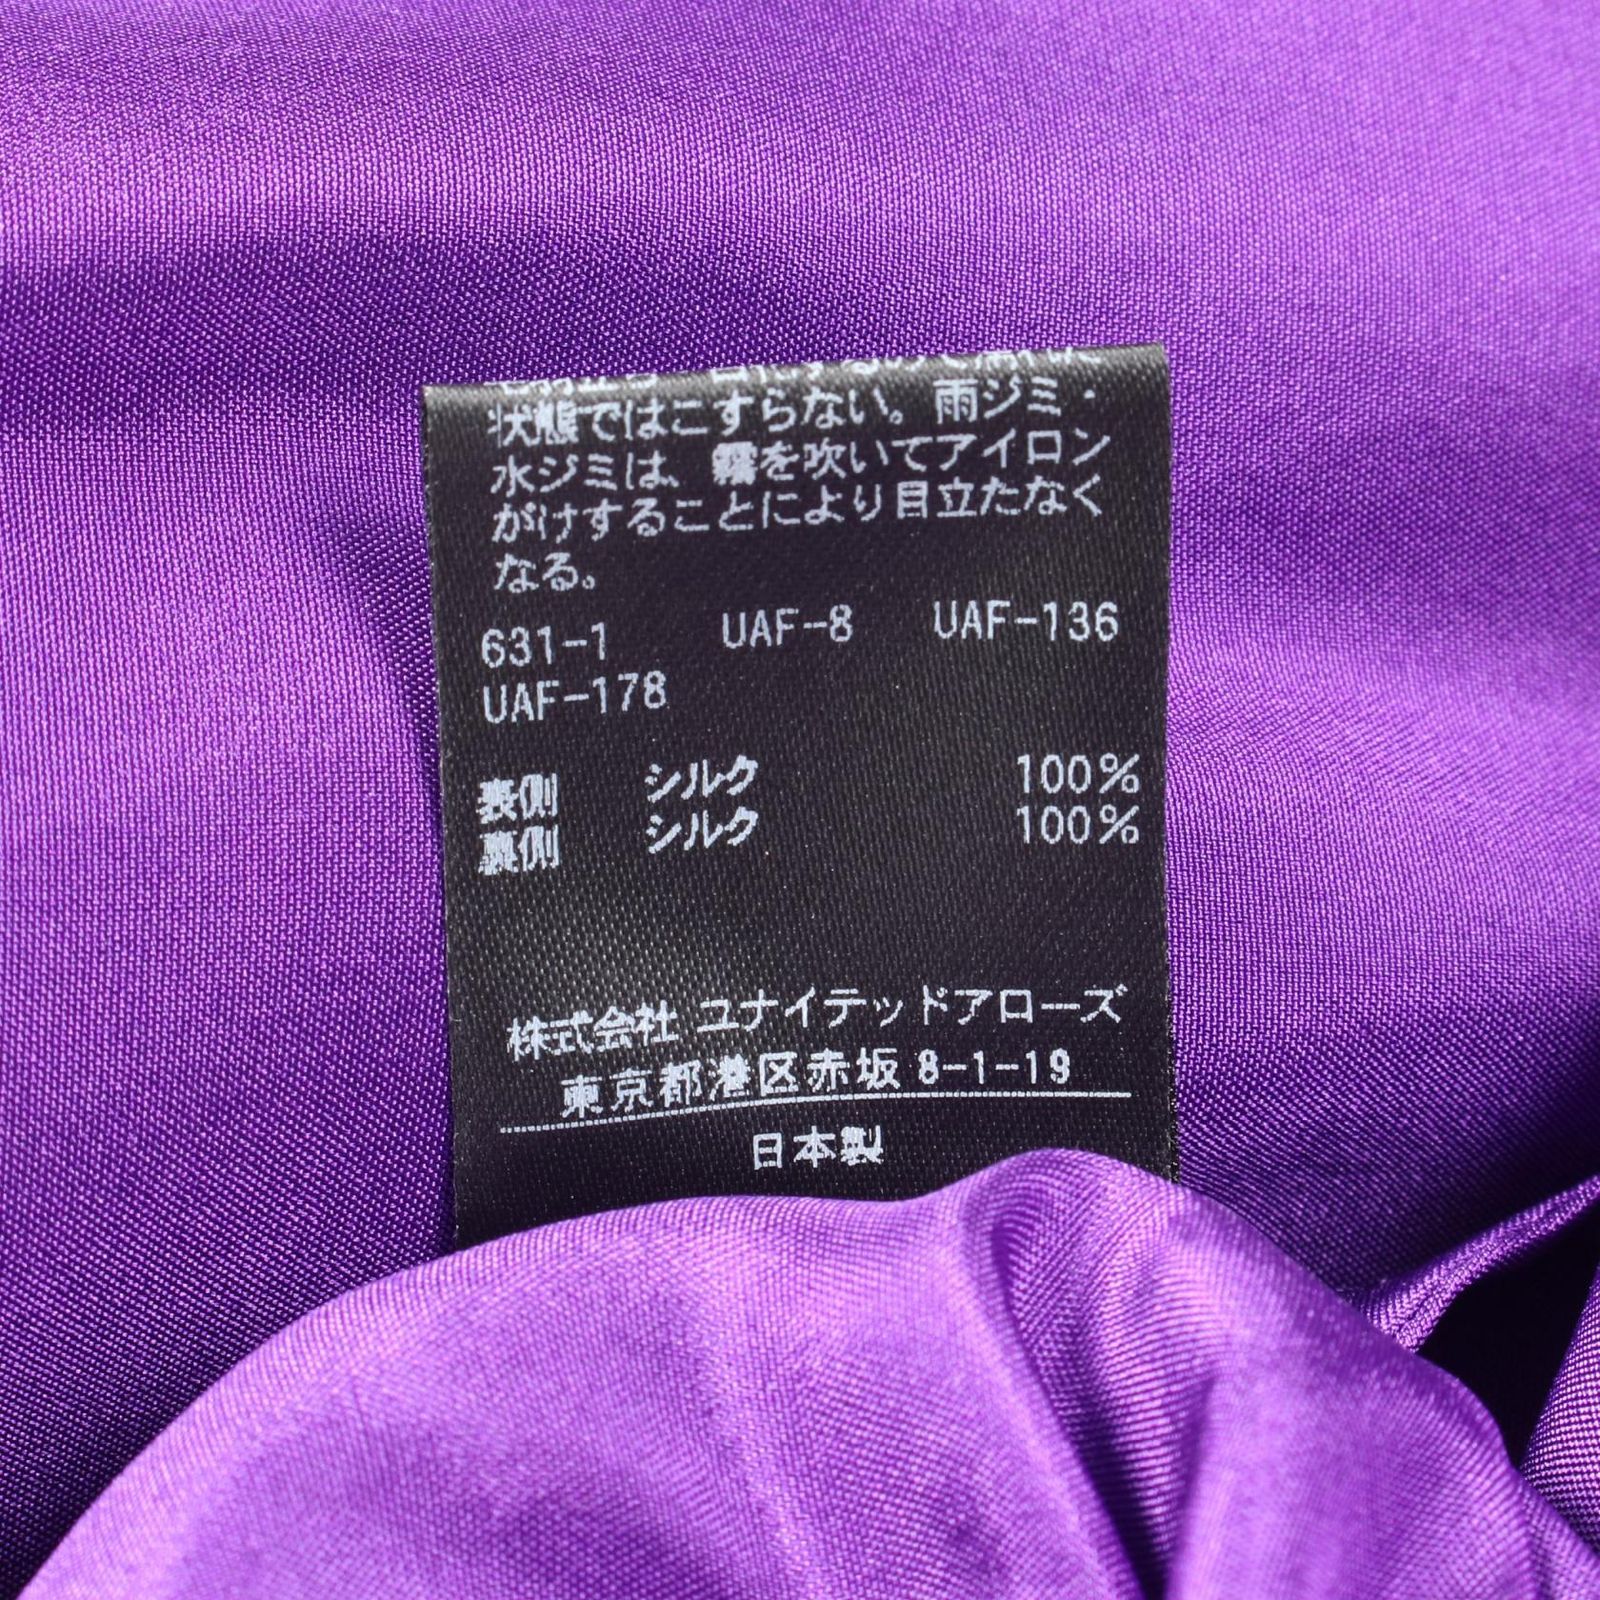 状態ではこすらない。雨ジミ・
水ジミは、霧を吹いてアイロン
がけすることにより目立たなく
なる。
631-1 UAF-8 UAF-136
UAF-178
表側 シルク 100%
裏側 シルク 100%
株式会社 ユナイテッドアローズ
東京都港区赤坂 8-1-19
日本製